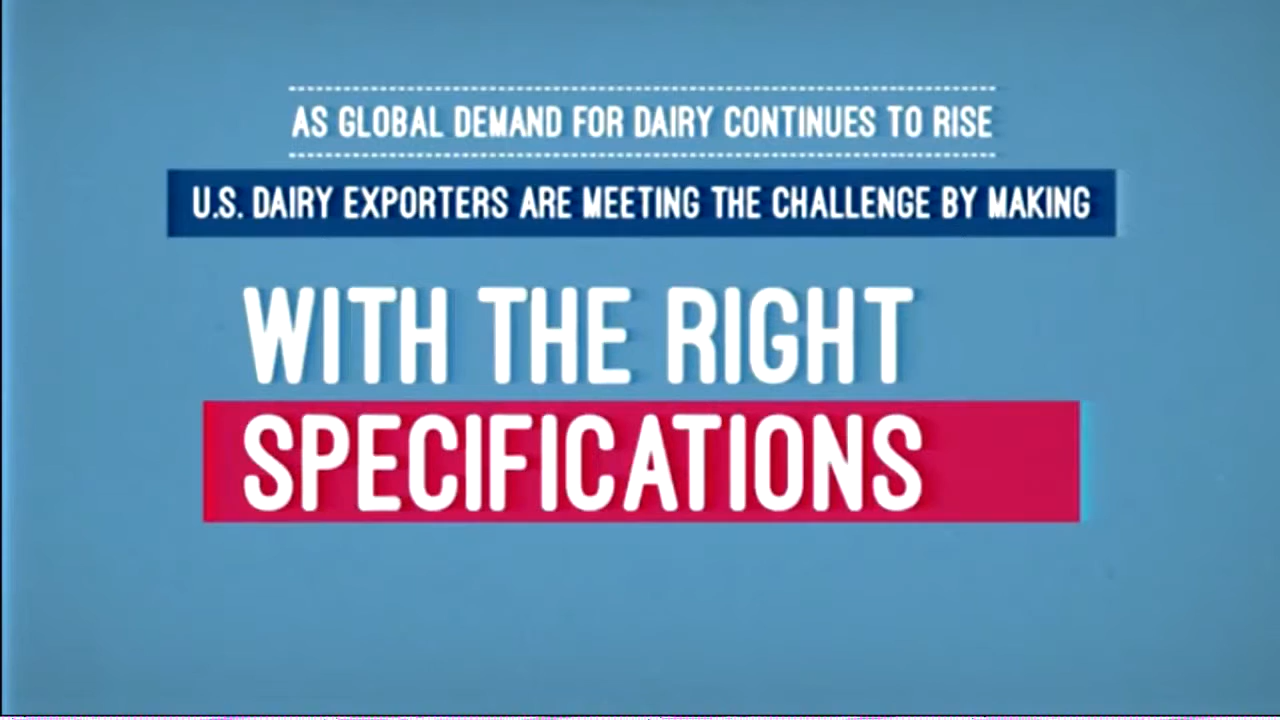 AS GLOBAL DEMAND FOR DAIRY CONTINUES TO RISE
U.S. DAIRY EXPORTERS ARE MEETING THE CHALLENGE BY MAKING
WITH THE RIGHT
SPECIFICATIONS